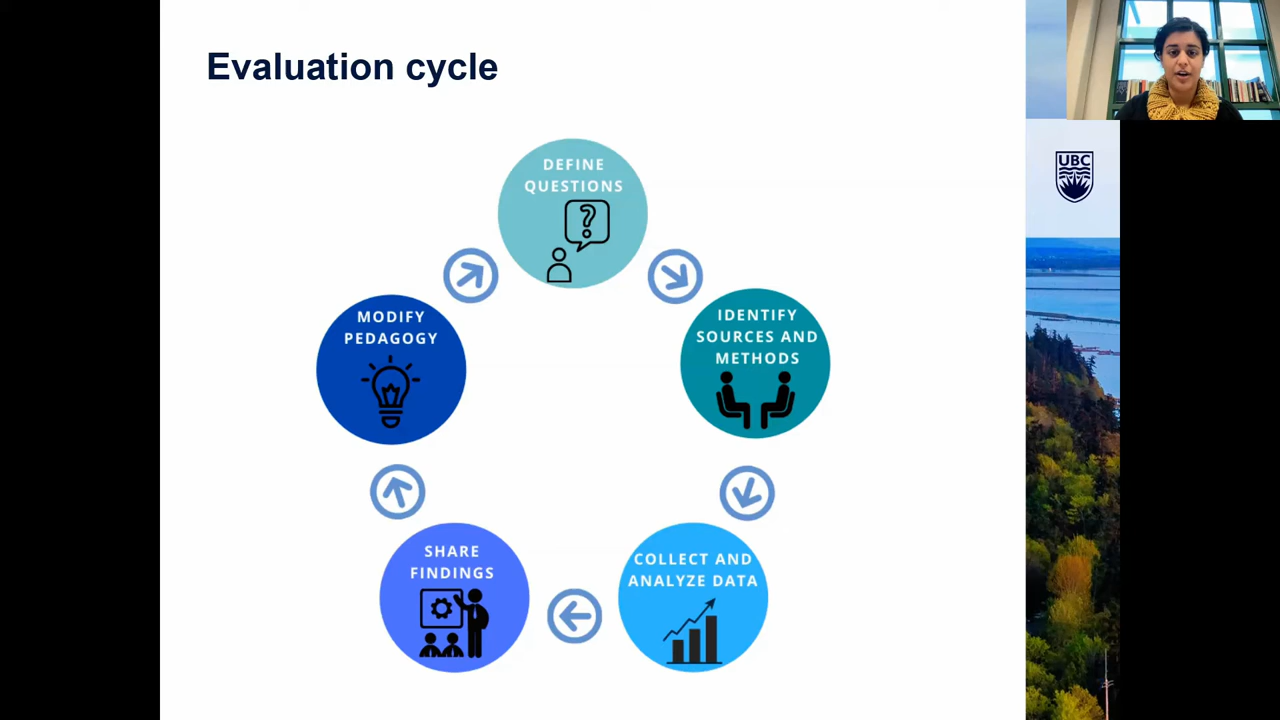 Evaluation cycle
DEFINE
QUESTIONS
?
IDENTIFY
SOURCES AND
METHODS
COLLECT AND
ANALYZE DATA
SHARE
FINDINGS
MODIFY
PEDAGOGY
UBC